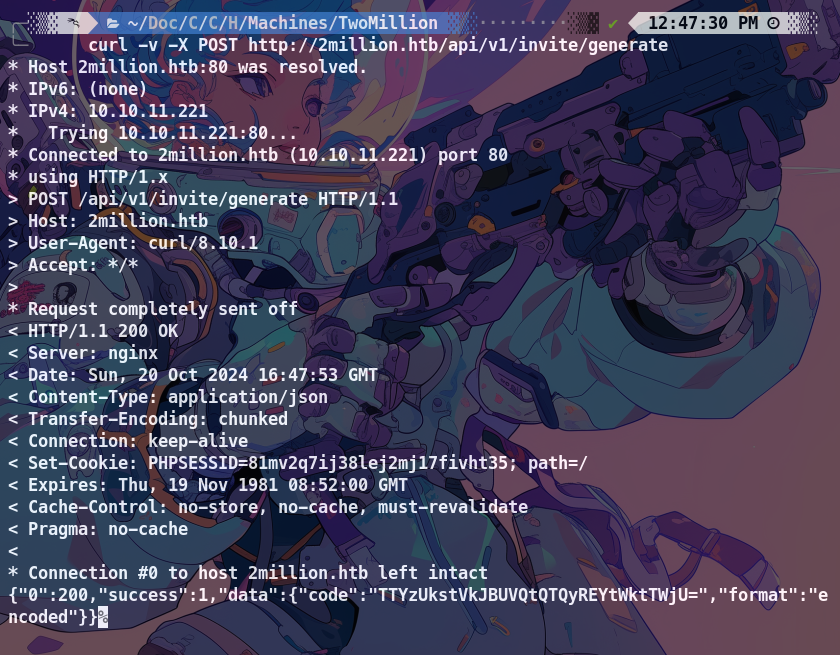 ~/Doc/C/C/H/Machines/TwoMillion ✔ 12:47:30 PM
curl -v -X POST http://2million.htb/api/v1/invite/generate
* Host 2million.htb:80 was resolved.
* IPv6: (none)
* IPv4: 10.10.11.221
*   Trying 10.10.11.221:80...
* Connected to 2million.htb (10.10.11.221) port 80
* using HTTP/1.x
> POST /api/v1/invite/generate HTTP/1.1
> Host: 2million.htb
> User-Agent: curl/8.10.1
> Accept: */*
>
* Request completely sent off
< HTTP/1.1 200 OK
< Server: nginx
< Date: Sun, 20 Oct 2024 16:47:53 GMT
< Content-Type: application/json
< Transfer-Encoding: chunked
< Connection: keep-alive
< Set-Cookie: PHPSESSID=81mv2q7ij38lej2mj17fivht35; path=/
< Expires: Thu, 19 Nov 1981 08:52:00 GMT
< Cache-Control: no-store, no-cache, must-revalidate
< Pragma: no-cache
<
* Connection #0 to host 2million.htb left intact
{"0":200,"success":1,"data":{"code":"TTYzUkstVkJBUVQtQTQyREYtWktTWjU=","format":"e
ncoded"}}%